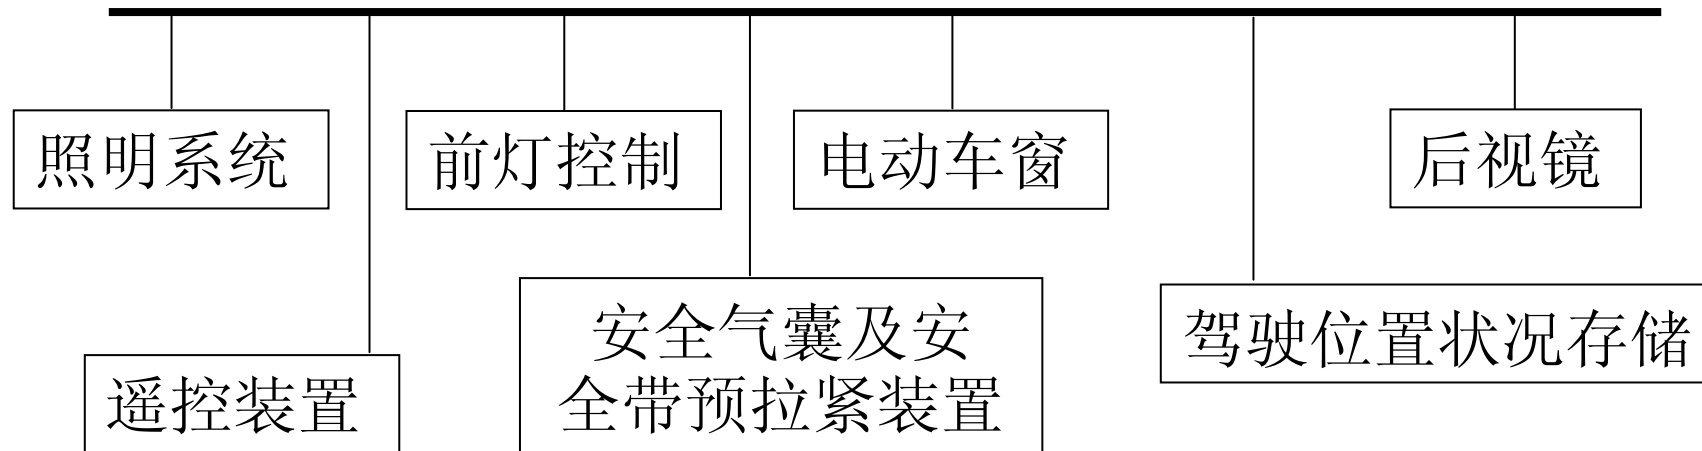 照明系统
前灯控制
电动车窗
后视镜
遥控装置
安全气囊及安
全带预拉紧装置
驾驶位置状况存储